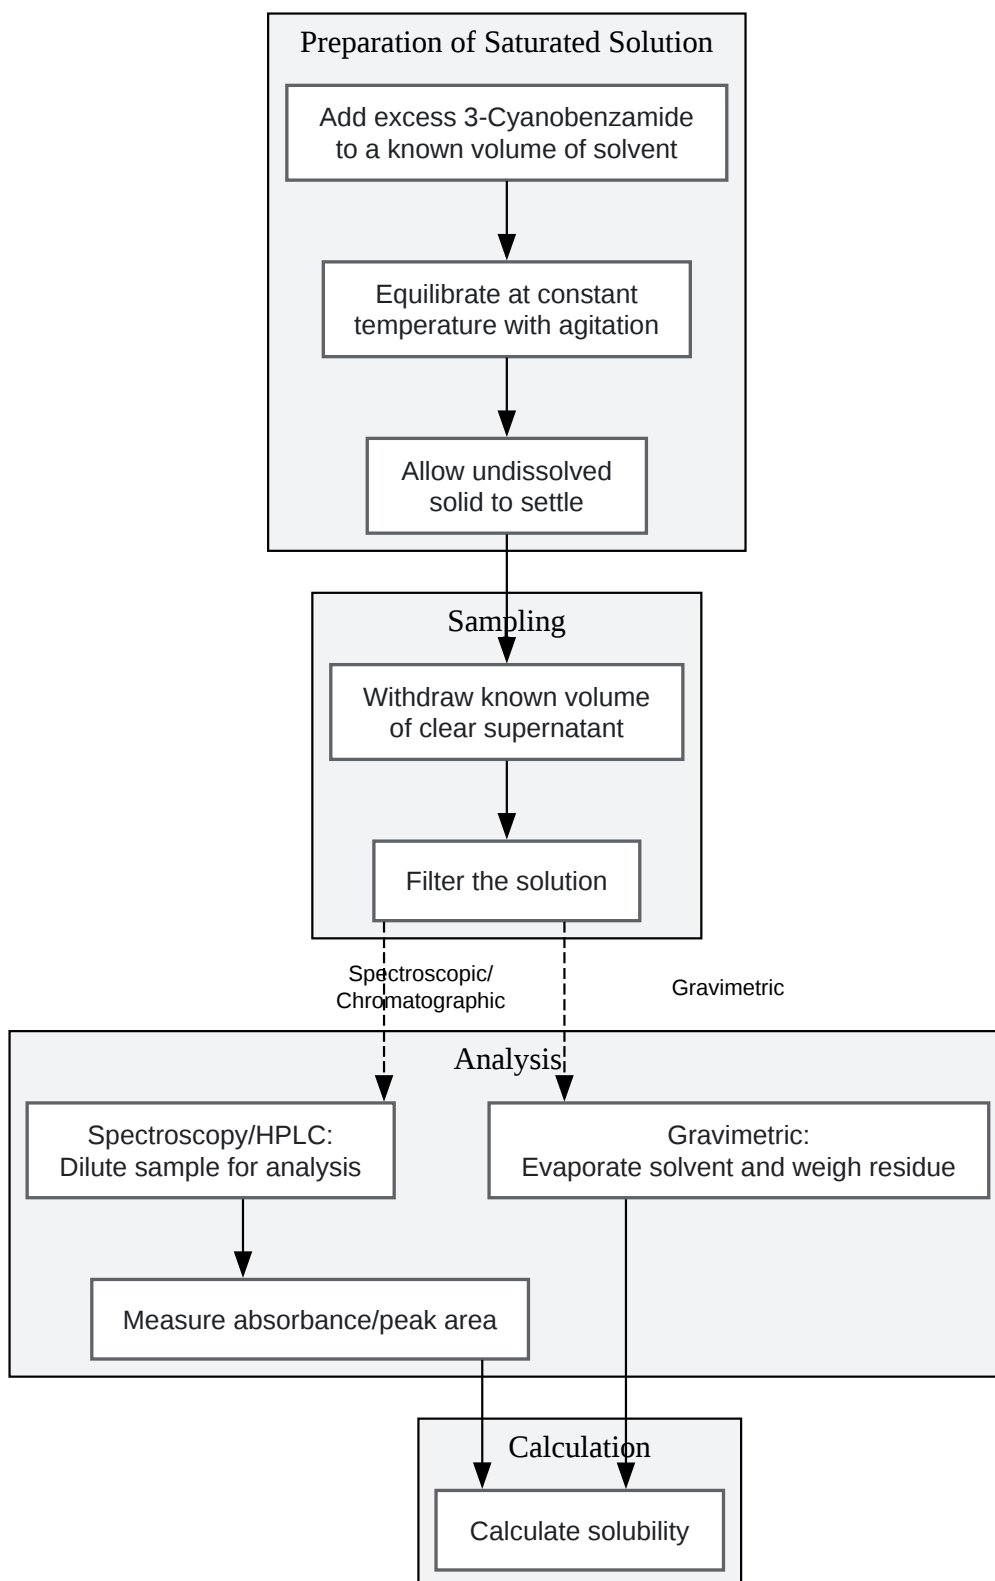 Preparation of Saturated Solution
Add excess 3-Cyanobenzamide
to a known volume of solvent
Equilibrate at constant
temperature with agitation
Allow undissolved
solid to settle
Sampling
Withdraw known volume
of clear supernatant
Filter the solution
Spectroscopic/
Chromatographic
Gravimetric
Analysis
Spectroscopy/HPLC:
Dilute sample for analysis
Gravimetric:
Evaporate solvent and weigh residue
Measure absorbance/peak area
Calculation
Calculate solubility